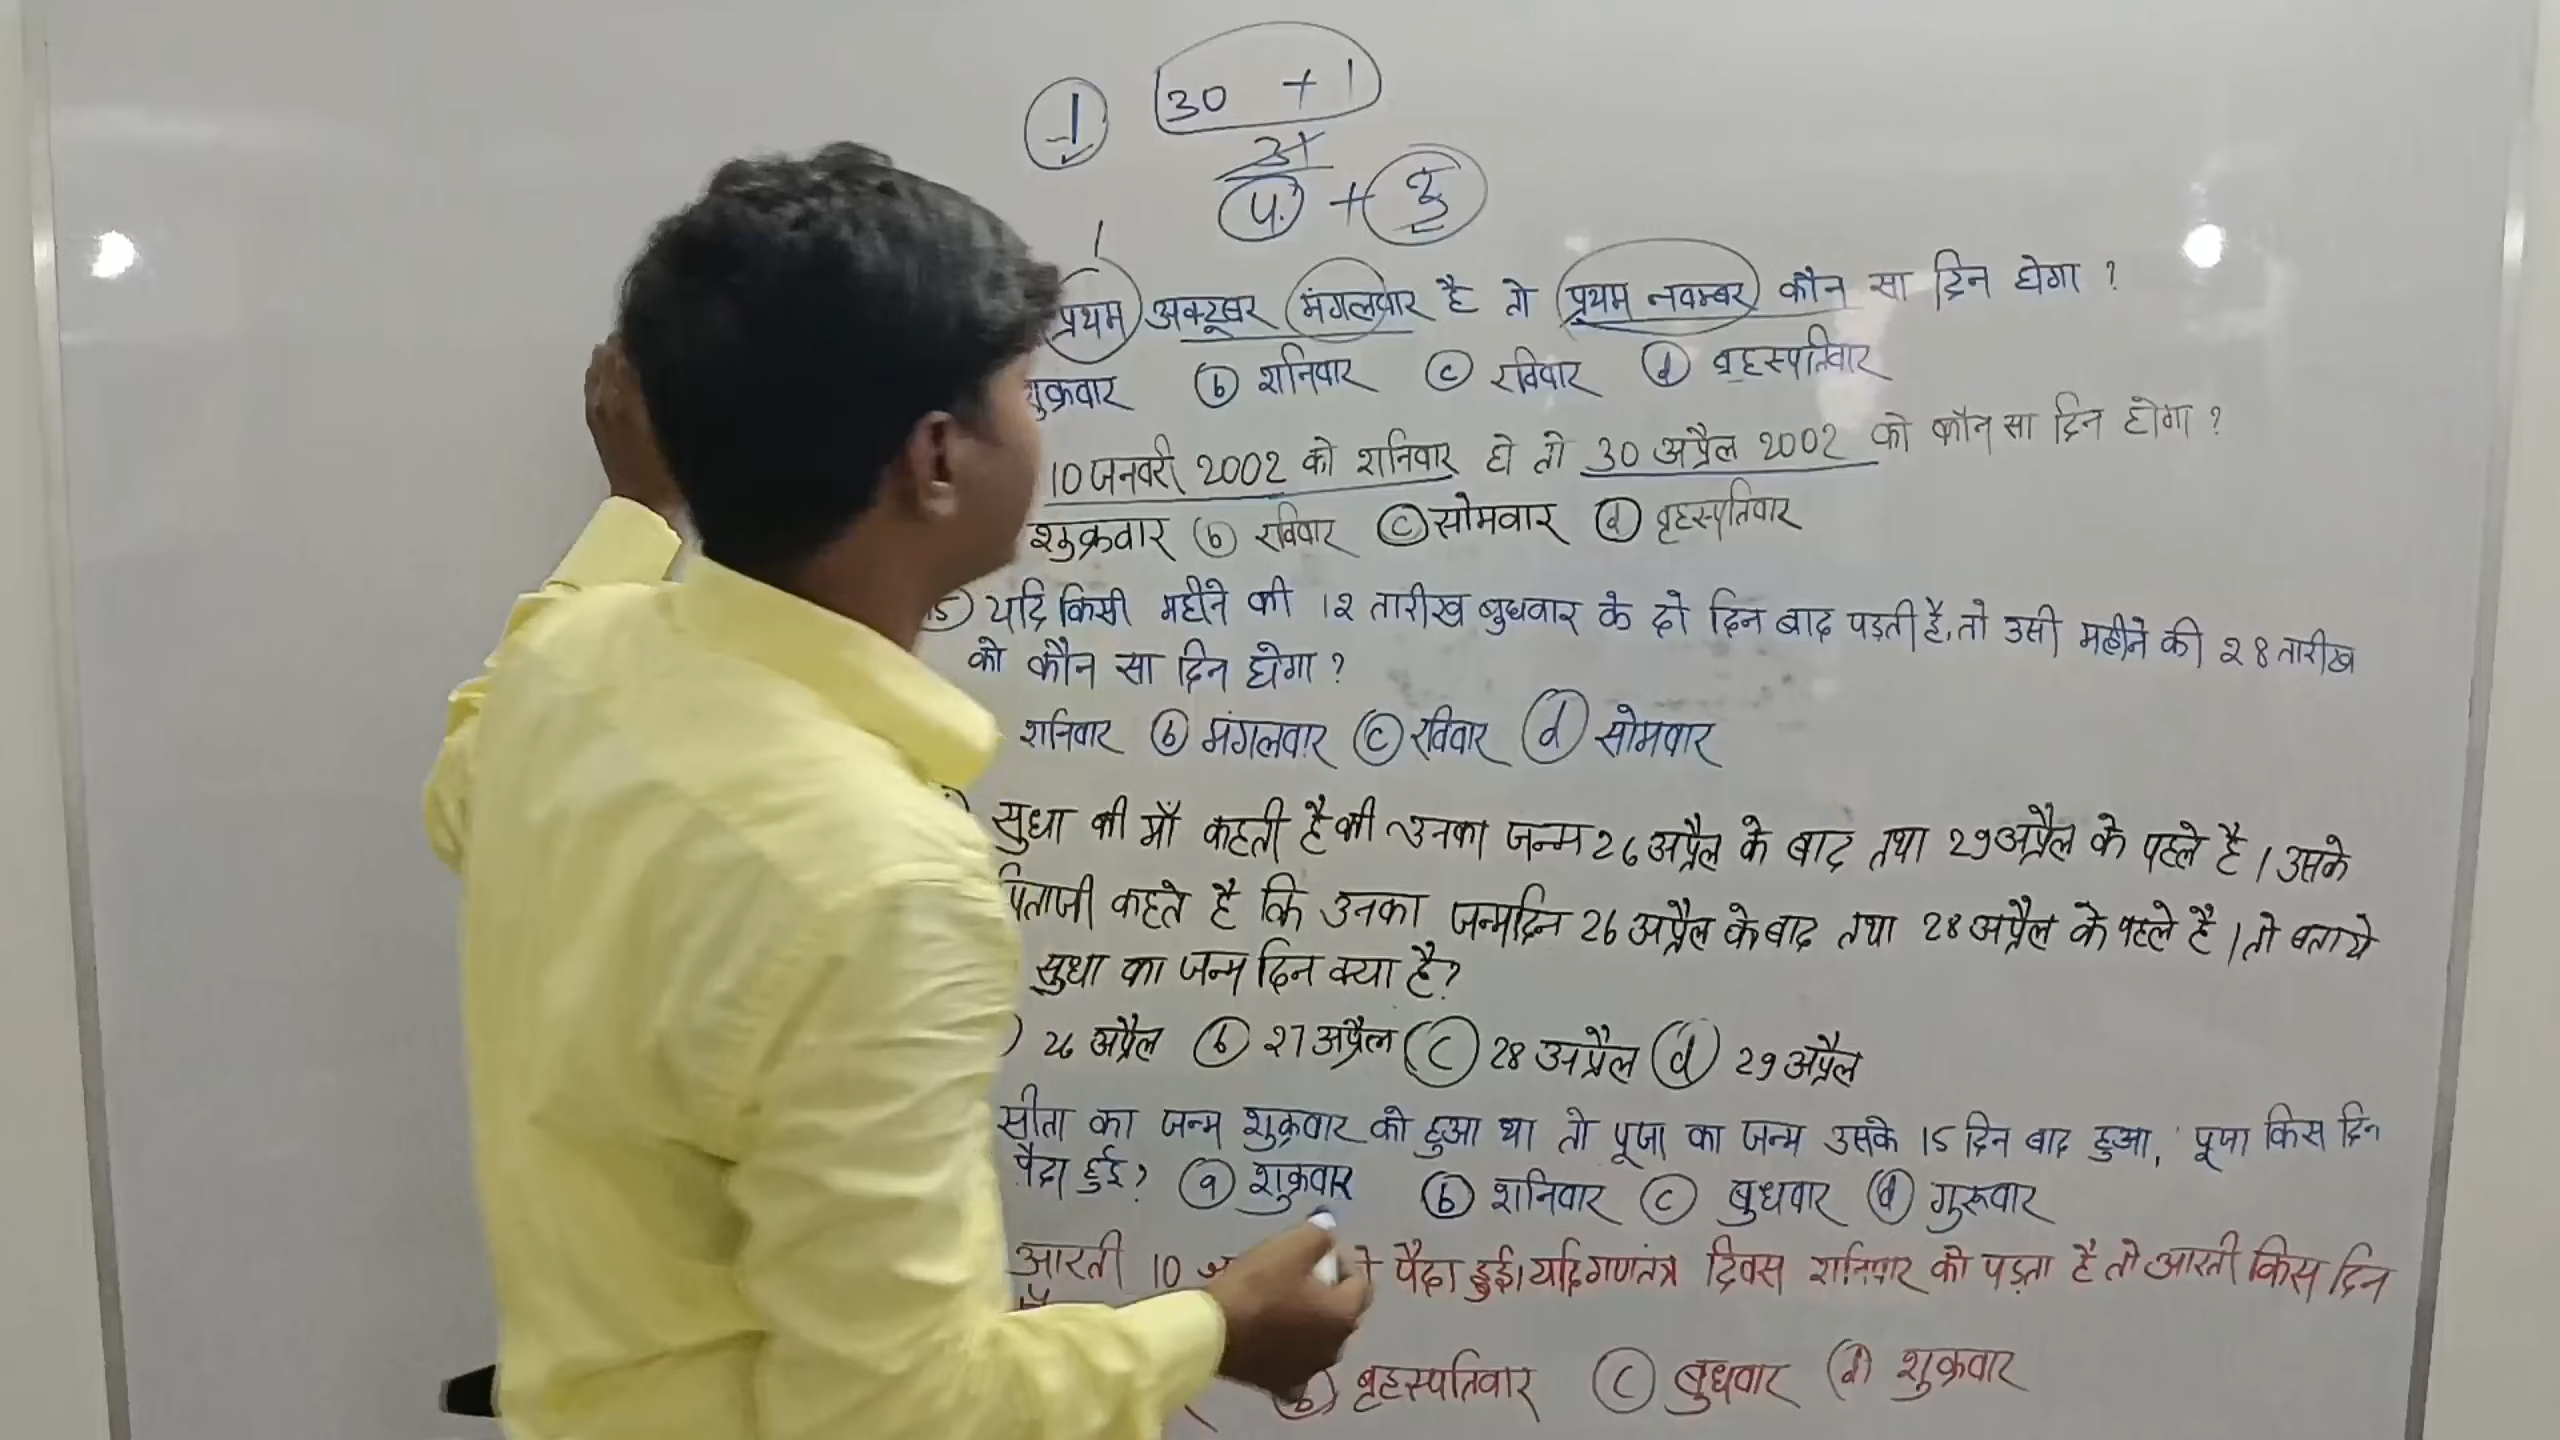 1 30 + 1
31
4 + 3
1
प्रथम अक्टूबर मंगलवार है तो प्रथम नवम्बर कौन सा दिन होगा ?
शुक्रवार (b) शनिवार (c) रविवार (d) बृहस्पतिवार
10 जनवरी 2002 को शनिवार हो तो 30 अप्रैल 2002 को कौन सा दिन होगा ?
शुक्रवार (b) रविवार (c) सोमवार (d) बृहस्पतिवार
15) यदि किसी महीने की 12 तारीख बुधवार के दो दिन बाद पड़ती है, तो उसी महीने की 28 तारीख
को कौन सा दिन होगा ?
शनिवार (b) मंगलवार (c) रविवार (d) सोमवार
सुधा की माँ कहती है की उनका जन्म 26 अप्रैल के बाद तथा 29 अप्रैल के पहले है । उसके
पिताजी कहते है कि उनका जन्मदिन 26 अप्रैल के बाद तथा 28 अप्रैल के पहले है । तो बताये
सुधा का जन्म दिन क्या है ?
) 26 अप्रैल (b) 27 अप्रैल (c) 28 अप्रैल (d) 29 अप्रैल
सीता का जन्म शुक्रवार को हुआ था तो पूजा का जन्म उसके 15 दिन बाद हुआ, पूजा किस दिन
पैदा हुई ? (a) शुक्रवार (b) शनिवार (c) बुधवार (d) गुरूवार
आरती 10 पैदा हुई। यदि गणतंत्र दिवस शनिवार को पड़ता है तो आरती किस दिन
(b) बृहस्पतिवार (c) बुधवार (d) शुक्रवार